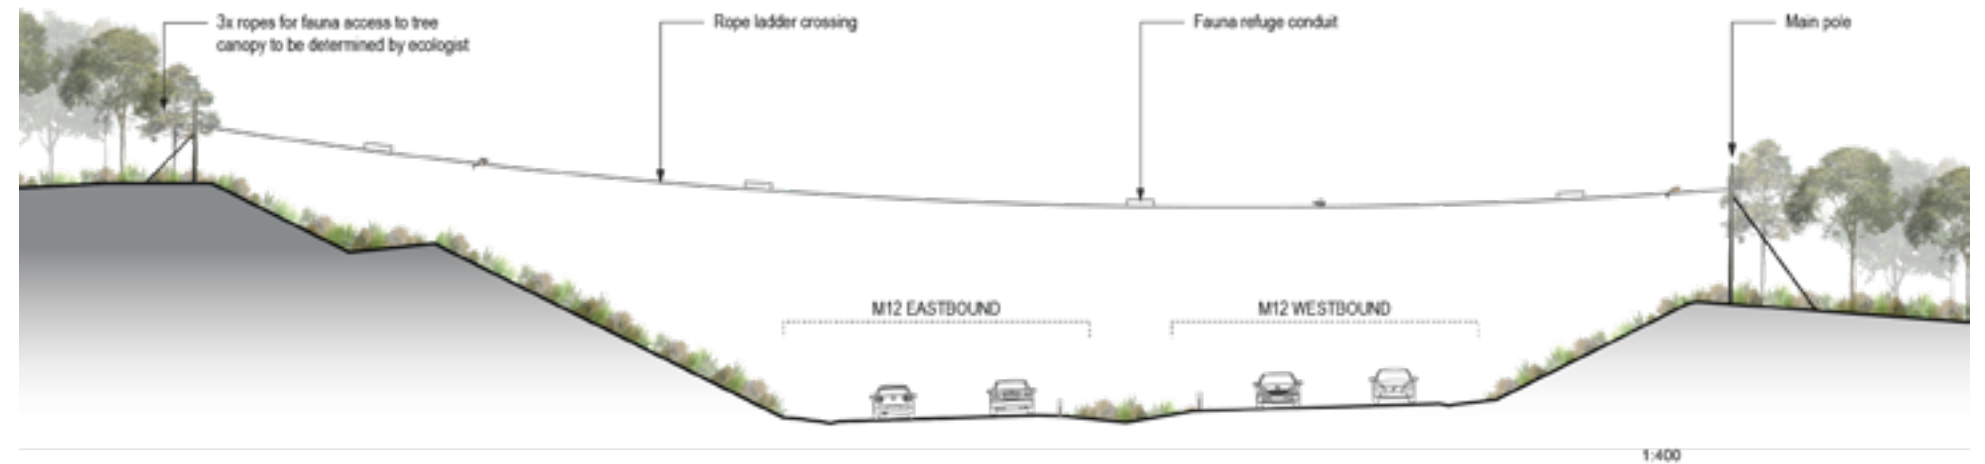 3x ropes for fauna access to tree
canopy to be determined by ecologist
Rope ladder crossing
Fauna refuge conduit
Main pole
M12 EASTBOUND
M12 WESTBOUND
1:400